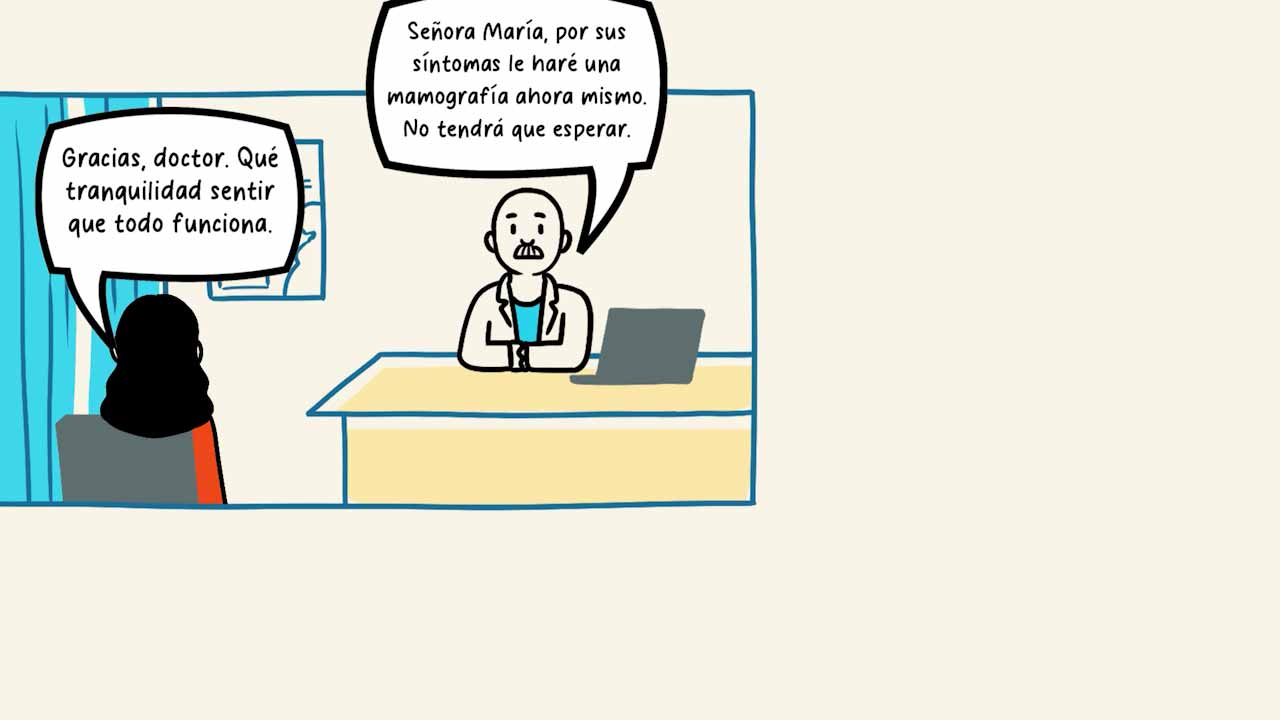 Señora María, por sus
síntomas le haré una
mamografía ahora mismo.
No tendrá que esperar.
Gracias, doctor. Qué
tranquilidad sentir
que todo funciona.